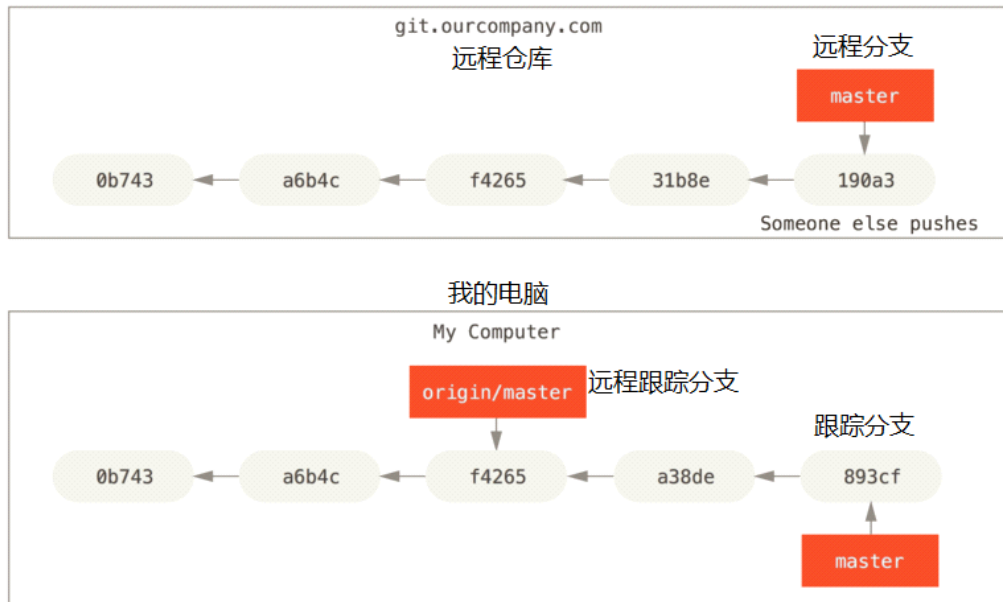 git.ourcompany.com
远程仓库
远程分支
master
0b743 a6b4c f4265 31b8e 190a3
Someone else pushes
我的电脑
My Computer
origin/master 远程跟踪分支
跟踪分支
0b743 a6b4c f4265 a38de 893cf
master